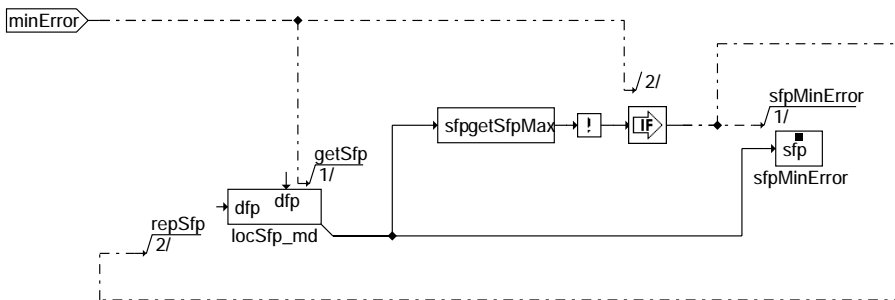 minError
2/
sfpMinError
1/
sfpgetSfpMax
!
IF
getSfp
1/
sfp
sfpMinError
dfp
dfp
repSfp
2/
locSfp_md